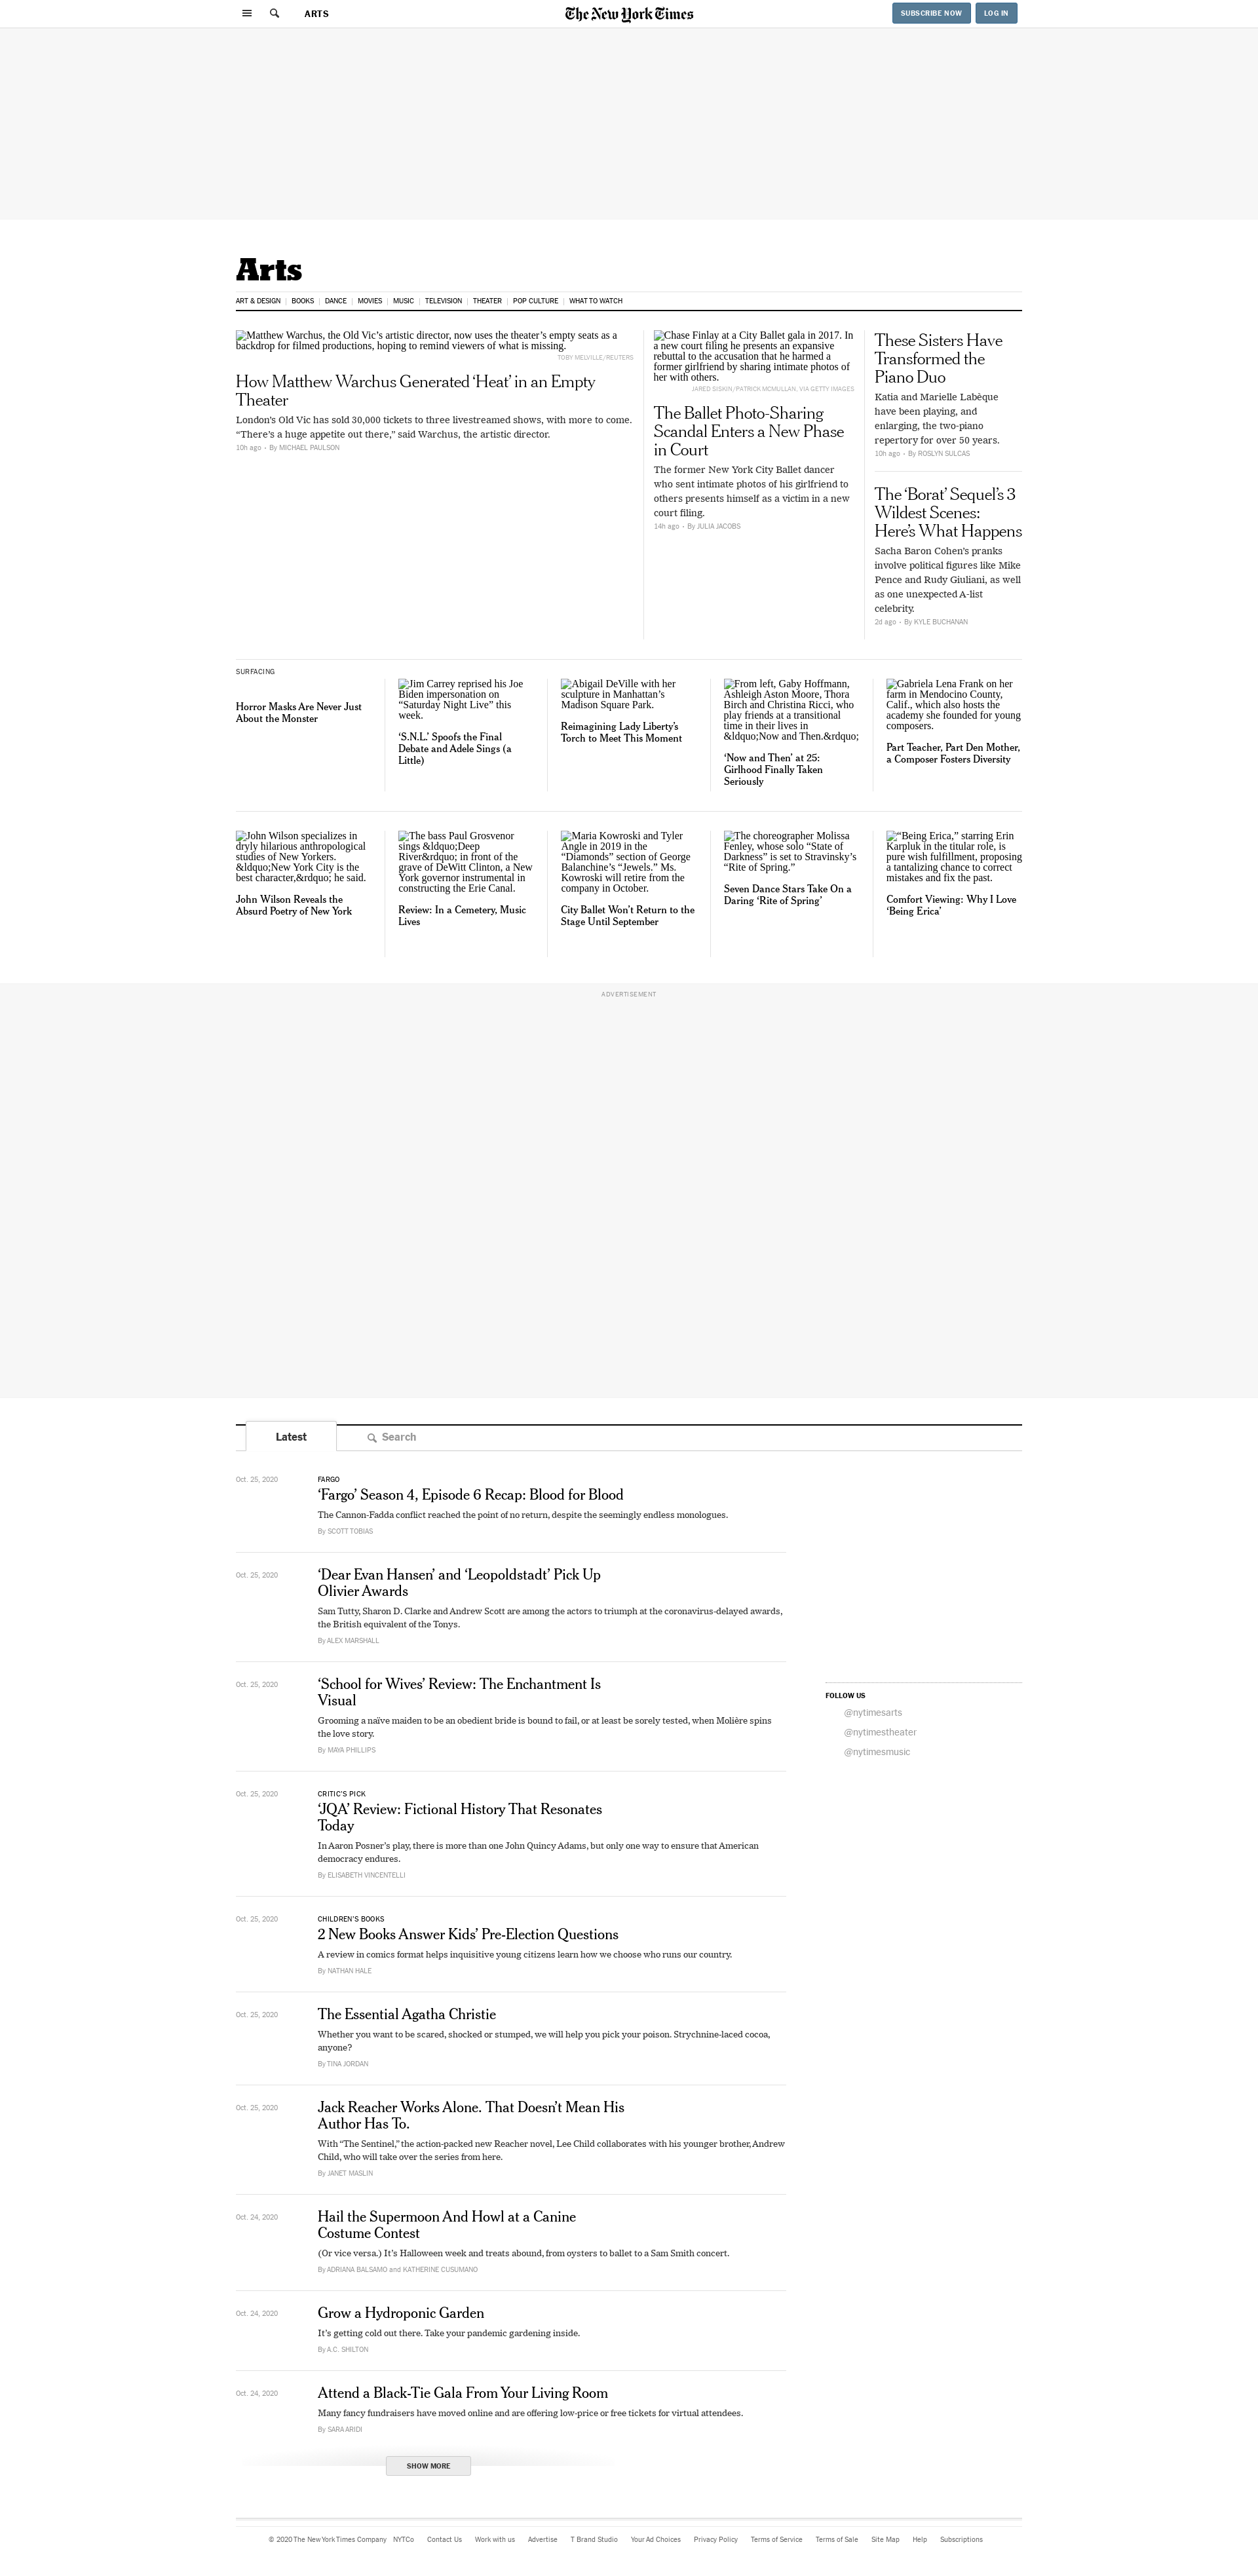 ARTS
The New York Times
SUBSCRIBE NOW
LOG IN
Arts
ART & DESIGN
BOOKS
DANCE
MOVIES
MUSIC
TELEVISION
THEATER
POP CULTURE
WHAT TO WATCH
Matthew Warchus, the Old Vic’s artistic director, now uses the theater’s empty seats as a
backdrop for filmed productions, hoping to remind viewers of what is missing.
TOBY MELVILLE/REUTERS
How Matthew Warchus Generated ‘Heat’ in an Empty
Theater
London’s Old Vic has sold 30,000 tickets to three livestreamed shows, with more to come.
“There’s a huge appetite out there,” said Warchus, the artistic director.
10h ago • By MICHAEL PAULSON
Chase Finlay at a City Ballet gala in 2017. In
a new court filing he presents an expansive
rebuttal to the accusation that he harmed a
former girlfriend by sharing intimate photos of
her with others.
JARED SISKIN/PATRICK MCMULLAN, VIA GETTY IMAGES
The Ballet Photo-Sharing
Scandal Enters a New Phase
in Court
The former New York City Ballet dancer
who sent intimate photos of his girlfriend to
others presents himself as a victim in a new
court filing.
14h ago • By JULIA JACOBS
These Sisters Have
Transformed the
Piano Duo
Katia and Marielle Labèque
have been playing, and
enlarging, the two-piano
repertory for over 50 years.
10h ago • By ROSLYN SULCAS
The ‘Borat’ Sequel’s 3
Wildest Scenes:
Here’s What Happens
Sacha Baron Cohen’s pranks
involve political figures like Mike
Pence and Rudy Giuliani, as well
as one unexpected A-list
celebrity.
2d ago • By KYLE BUCHANAN
SURFACING
Horror Masks Are Never Just
About the Monster
Jim Carrey reprised his Joe
Biden impersonation on
“Saturday Night Live” this
week.
‘S.N.L.’ Spoofs the Final
Debate and Adele Sings (a
Little)
Abigail DeVille with her
sculpture in Manhattan’s
Madison Square Park.
Reimagining Lady Liberty’s
Torch to Meet This Moment
From left, Gaby Hoffmann,
Ashleigh Aston Moore, Thora
Birch and Christina Ricci, who
play friends at a transitional
time in their lives in
&ldquo;Now and Then.&rdquo;
‘Now and Then’ at 25:
Girlhood Finally Taken
Seriously
Gabriela Lena Frank on her
farm in Mendocino County,
Calif., which also hosts the
academy she founded for young
composers.
Part Teacher, Part Den Mother,
a Composer Fosters Diversity
John Wilson specializes in
dryly hilarious anthropological
studies of New Yorkers.
&ldquo;New York City is the
best character,&rdquo; he said.
John Wilson Reveals the
Absurd Poetry of New York
The bass Paul Grosvenor
sings &ldquo;Deep
River&rdquo; in front of the
grave of DeWitt Clinton, a New
York governor instrumental in
constructing the Erie Canal.
Review: In a Cemetery, Music
Lives
Maria Kowroski and Tyler
Angle in 2019 in the
“Diamonds” section of George
Balanchine’s “Jewels.” Ms.
Kowroski will retire from the
company in October.
City Ballet Won’t Return to the
Stage Until September
The choreographer Molissa
Fenley, whose solo “State of
Darkness” is set to Stravinsky’s
“Rite of Spring.”
Seven Dance Stars Take On a
Daring ‘Rite of Spring’
“Being Erica,” starring Erin
Karpluk in the titular role, is
pure wish fulfillment, proposing
a tantalizing chance to correct
mistakes and fix the past.
Comfort Viewing: Why I Love
‘Being Erica’
ADVERTISEMENT
Latest
Search
Oct. 25, 2020
FARGO
‘Fargo’ Season 4, Episode 6 Recap: Blood for Blood
The Cannon-Fadda conflict reached the point of no return, despite the seemingly endless monologues.
By SCOTT TOBIAS
Oct. 25, 2020
‘Dear Evan Hansen’ and ‘Leopoldstadt’ Pick Up
Olivier Awards
Sam Tutty, Sharon D. Clarke and Andrew Scott are among the actors to triumph at the coronavirus-delayed awards,
the British equivalent of the Tonys.
By ALEX MARSHALL
Oct. 25, 2020
‘School for Wives’ Review: The Enchantment Is
Visual
Grooming a naïve maiden to be an obedient bride is bound to fail, or at least be sorely tested, when Molière spins
the love story.
By MAYA PHILLIPS
FOLLOW US
@nytimesarts
@nytimestheater
@nytimesmusic
Oct. 25, 2020
CRITIC’S PICK
‘JQA’ Review: Fictional History That Resonates
Today
In Aaron Posner’s play, there is more than one John Quincy Adams, but only one way to ensure that American
democracy endures.
By ELISABETH VINCENTELLI
Oct. 25, 2020
CHILDREN’S BOOKS
2 New Books Answer Kids’ Pre-Election Questions
A review in comics format helps inquisitive young citizens learn how we choose who runs our country.
By NATHAN HALE
Oct. 25, 2020
The Essential Agatha Christie
Whether you want to be scared, shocked or stumped, we will help you pick your poison. Strychnine-laced cocoa,
anyone?
By TINA JORDAN
Oct. 25, 2020
Jack Reacher Works Alone. That Doesn’t Mean His
Author Has To.
With “The Sentinel,” the action-packed new Reacher novel, Lee Child collaborates with his younger brother, Andrew
Child, who will take over the series from here.
By JANET MASLIN
Oct. 24, 2020
Hail the Supermoon And Howl at a Canine
Costume Contest
(Or vice versa.) It’s Halloween week and treats abound, from oysters to ballet to a Sam Smith concert.
By ADRIANA BALSAMO and KATHERINE CUSUMANO
Oct. 24, 2020
Grow a Hydroponic Garden
It’s getting cold out there. Take your pandemic gardening inside.
By A.C. SHILTON
Oct. 24, 2020
Attend a Black-Tie Gala From Your Living Room
Many fancy fundraisers have moved online and are offering low-price or free tickets for virtual attendees.
By SARA ARIDI
SHOW MORE
© 2020 The New York Times Company
NYTCo
Contact Us
Work with us
Advertise
T Brand Studio
Your Ad Choices
Privacy Policy
Terms of Service
Terms of Sale
Site Map
Help
Subscriptions